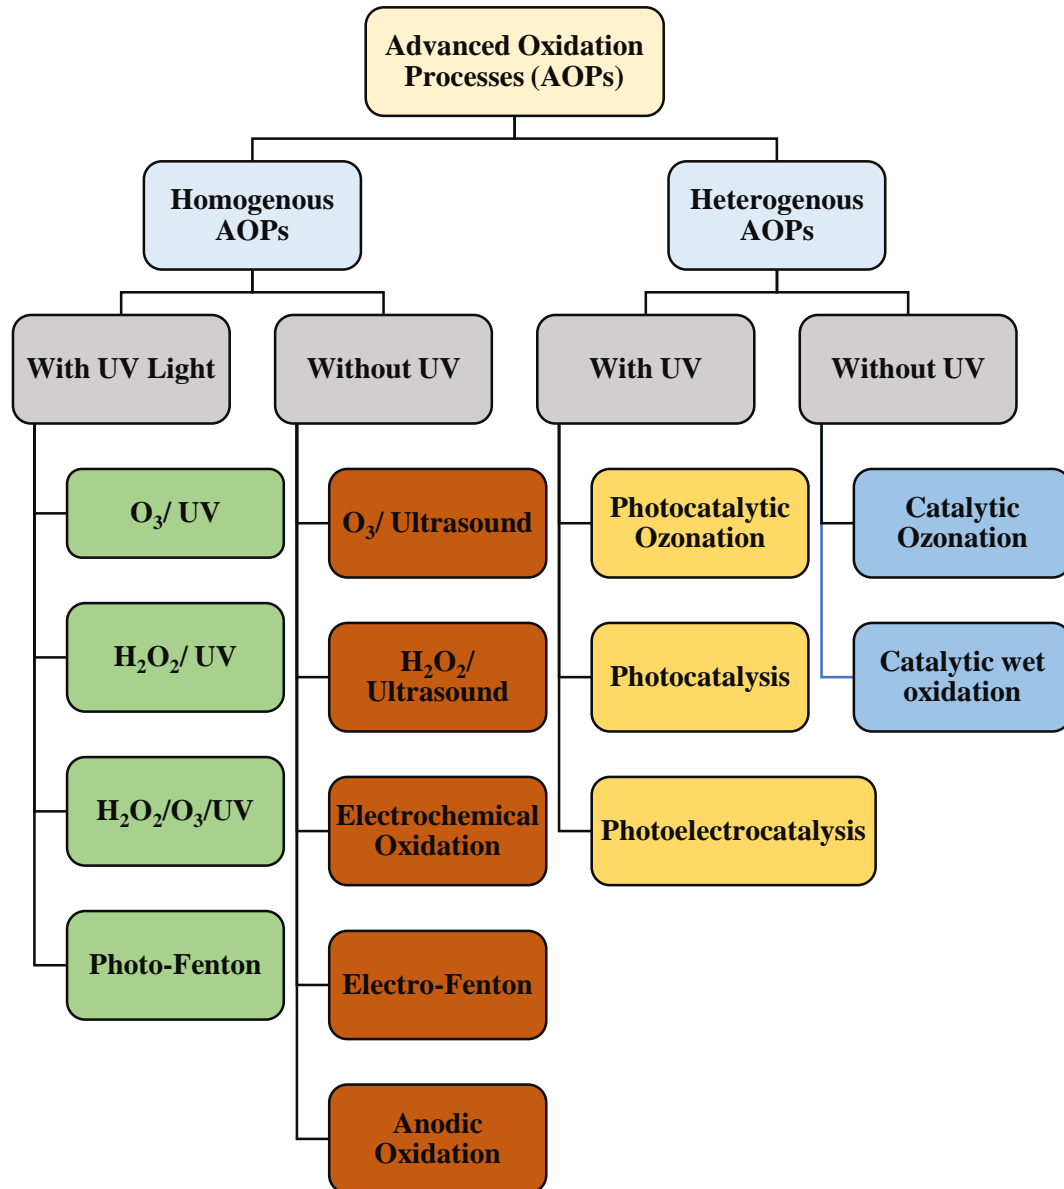 Advanced Oxidation
Processes (AOPs)
Homogenous
AOPs
Heterogenous
AOPs
With UV Light
Without UV
With UV
Without UV
O₃/ UV
H₂O₂/ UV
H₂O₂/O₃/UV
Photo-Fenton
O₃/ Ultrasound
H₂O₂/
Ultrasound
Electrochemical
Oxidation
Electro-Fenton
Anodic
Oxidation
Photocatalytic
Ozonation
Photocatalysis
Photoelectrocatalysis
Catalytic
Ozonation
Catalytic wet
oxidation